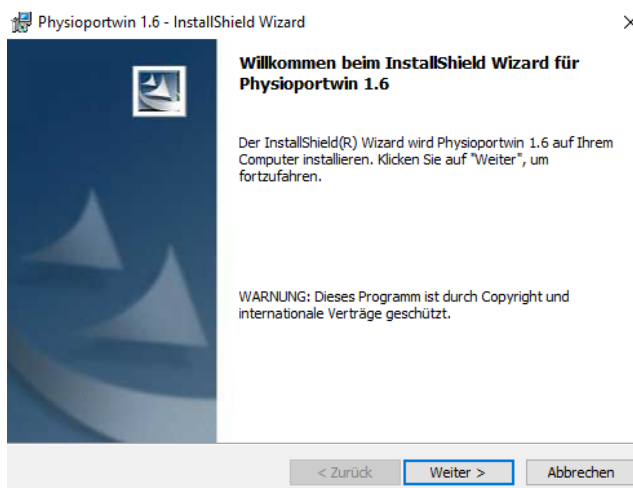 Physioportwin 1.6 - InstallShield Wizard
Willkommen beim InstallShield Wizard für
Physioportwin 1.6
Der InstallShield(R) Wizard wird Physioportwin 1.6 auf Ihrem
Computer installieren. Klicken Sie auf "Weiter", um
fortzufahren.
WARNUNG: Dieses Programm ist durch Copyright und
internationale Verträge geschützt.
< Zurück Weiter > Abbrechen